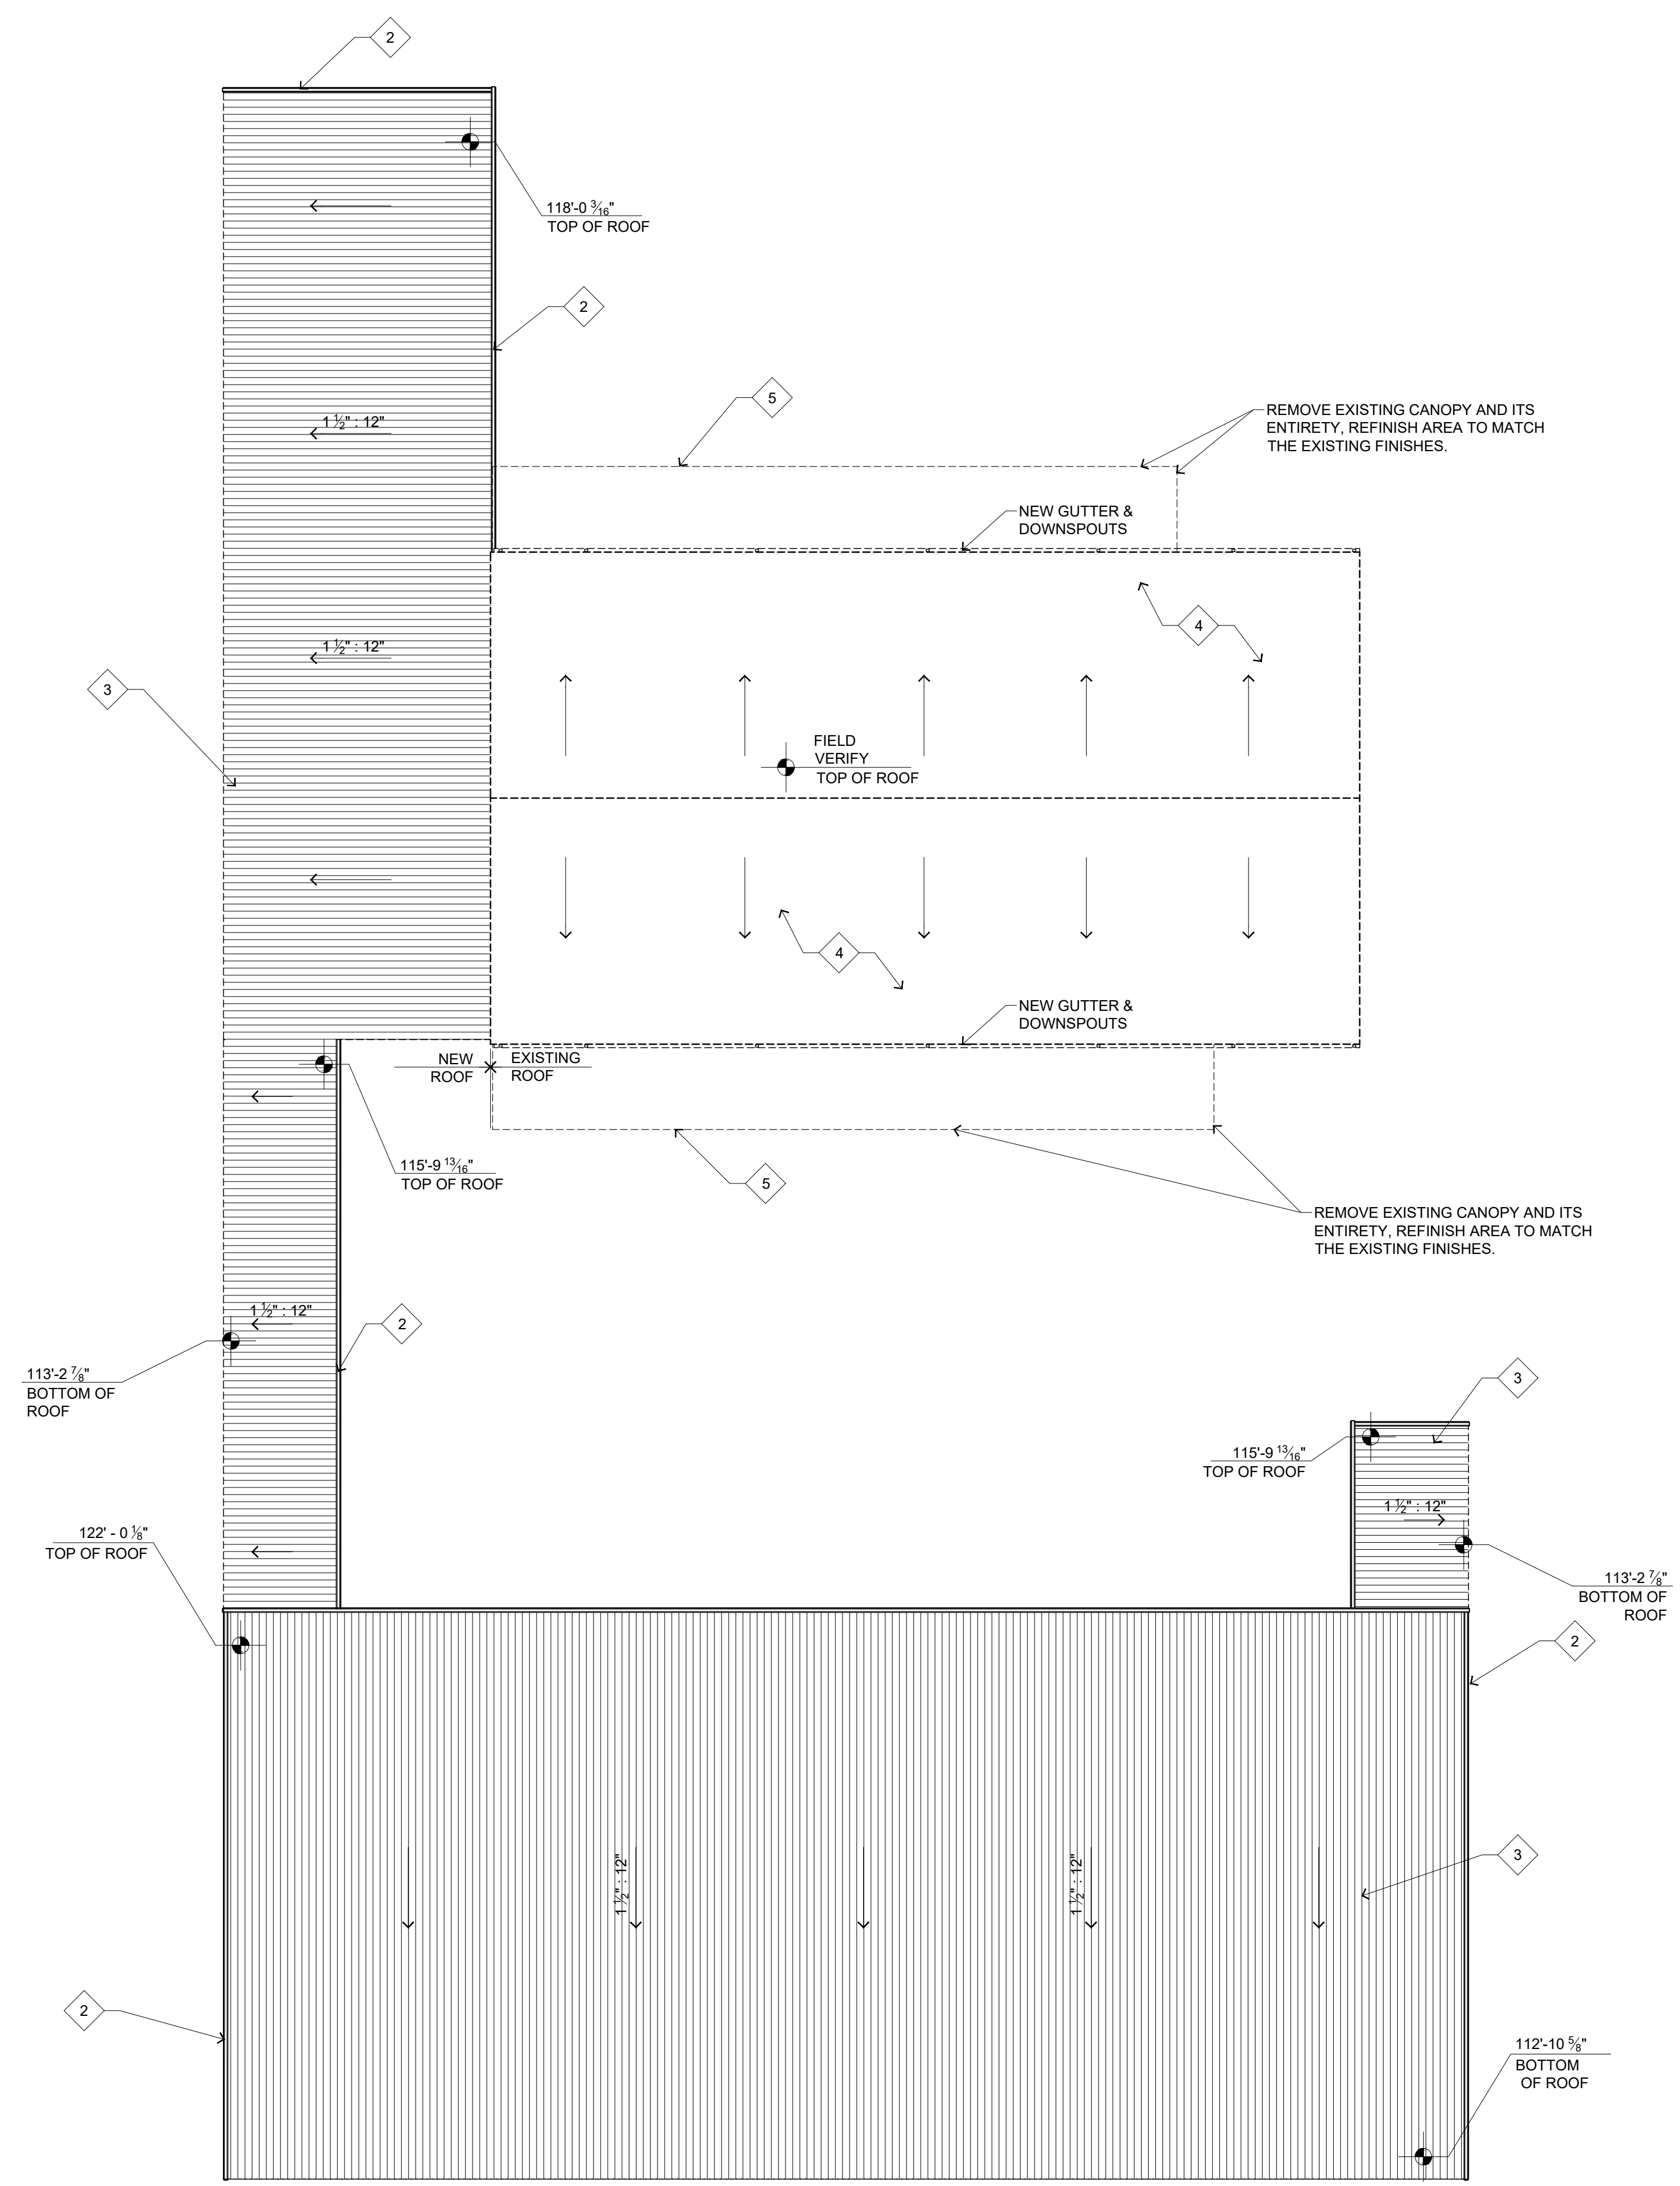 2
118'-0 3/16"
TOP OF ROOF
2
5
REMOVE EXISTING CANOPY AND ITS
ENTIRETY, REFINISH AREA TO MATCH
THE EXISTING FINISHES.
1 1/2" : 12"
NEW GUTTER &
DOWNSPOUTS
4
1 1/2" : 12"
3
FIELD
VERIFY
TOP OF ROOF
4
NEW GUTTER &
DOWNSPOUTS
NEW
ROOF
EXISTING
ROOF
115'-9 13/16"
TOP OF ROOF
5
REMOVE EXISTING CANOPY AND ITS
ENTIRETY, REFINISH AREA TO MATCH
THE EXISTING FINISHES.
1 1/2" : 12"
2
113'-2 7/8"
BOTTOM OF
ROOF
3
115'-9 13/16"
TOP OF ROOF
1 1/2" : 12"
122' - 0 1/8"
TOP OF ROOF
113'-2 7/8"
BOTTOM OF
ROOF
2
1 1/2" : 12"
1 1/2" : 12"
3
2
112'-10 5/8"
BOTTOM
OF ROOF